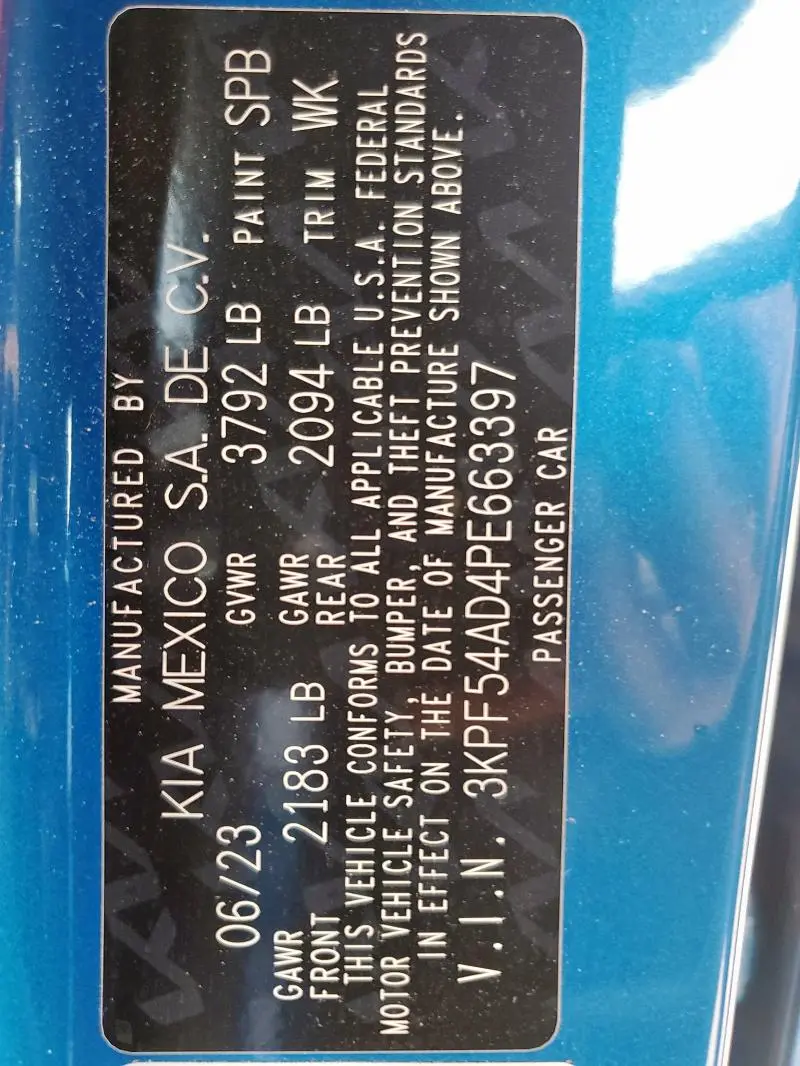 MANUFACTURED BY
KIA MEXICO S.A. DE C.V.
06/23 GVWR 3792 LB PAINT SPB
GAWR FRONT 2183 LB GAWR REAR 2094 LB TRIM WK
THIS VEHICLE CONFORMS TO ALL APPLICABLE U.S.A. FEDERAL
MOTOR VEHICLE SAFETY, BUMPER, AND THEFT PREVENTION STANDARDS
IN EFFECT ON THE DATE OF MANUFACTURE SHOWN ABOVE.
V.I.N. 3KPF54AD4PE663397
PASSENGER CAR